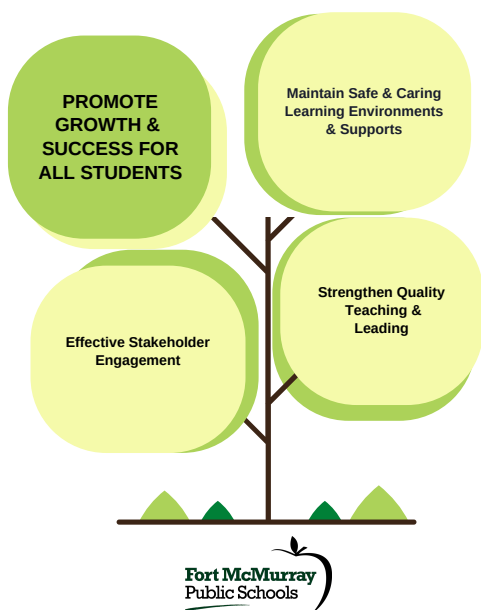 PROMOTE
GROWTH &
SUCCESS FOR
ALL STUDENTS
Maintain Safe & Caring
Learning Environments
& Supports
Effective Stakeholder
Engagement
Strengthen Quality
Teaching &
Leading
Fort McMurray
Public Schools